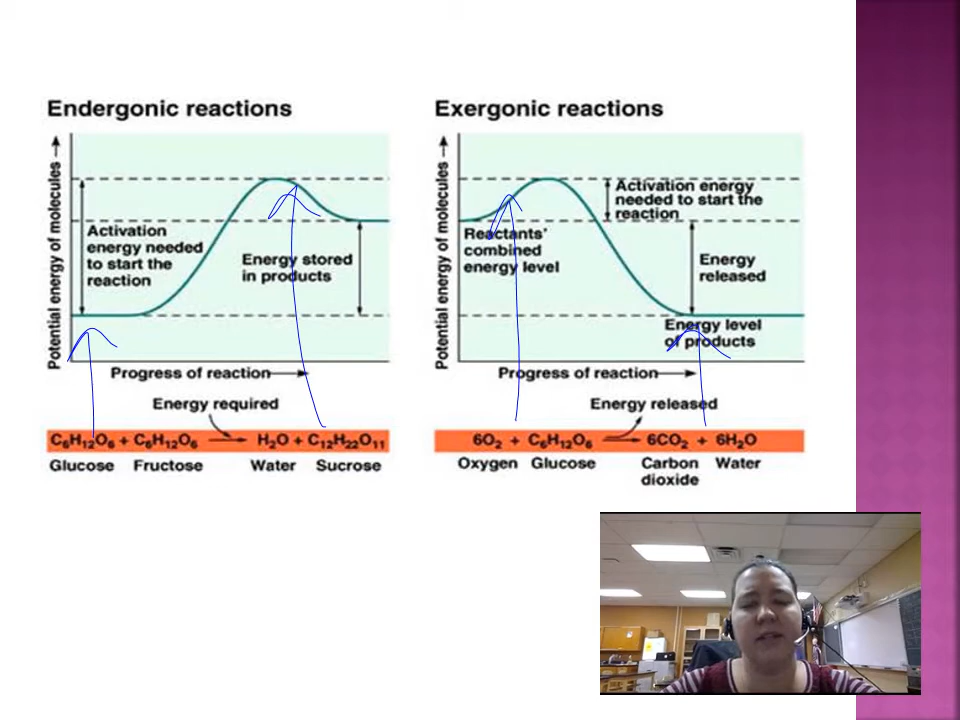 Endergonic reactions
Potential energy of molecules
Activation
energy needed
to start the
reaction
Energy stored
in products
Progress of reaction
Energy required
C₆H₁₂O₆ + C₆H₁₂O₆ → H₂O + C₁₂H₂₂O₁₁
Glucose Fructose Water Sucrose
Exergonic reactions
Potential energy of molecules
Activation energy
needed to start the
reaction
Reactants'
combined
energy level
Energy
released
Energy level
of products
Progress of reaction
Energy released
6O₂ + C₆H₁₂O₆ → 6CO₂ + 6H₂O
Oxygen Glucose Carbon Water
dioxide